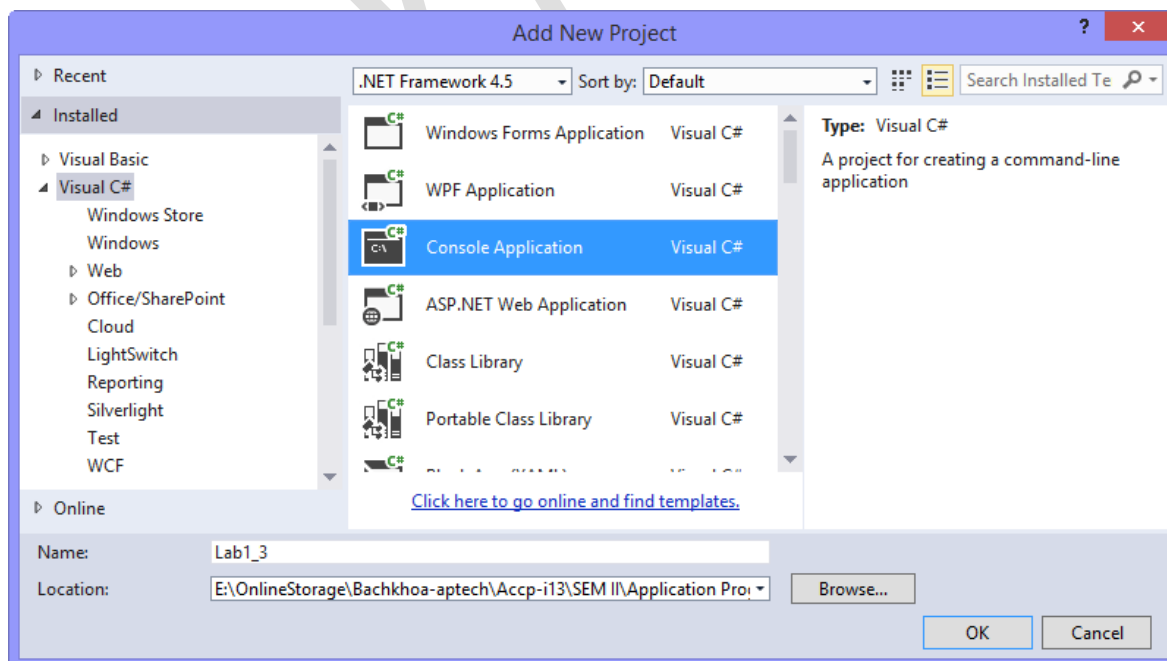 Add New Project
?
Recent
.NET Framework 4.5
Sort by:
Default
Search Installed Te
Installed
Visual Basic
Visual C#
Windows Store
Windows
Web
Office/SharePoint
Cloud
LightSwitch
Reporting
Silverlight
Test
WCF
Online
Windows Forms Application Visual C#
WPF Application Visual C#
Console Application Visual C#
ASP.NET Web Application Visual C#
Class Library Visual C#
Portable Class Library Visual C#
Click here to go online and find templates.
Type: Visual C#
A project for creating a command-line
application
Name: Lab1_3
Location: E:\OnlineStorage\Bachkhoa-aptech\Accp-i13\SEM II\Application
Browse...
OK
Cancel